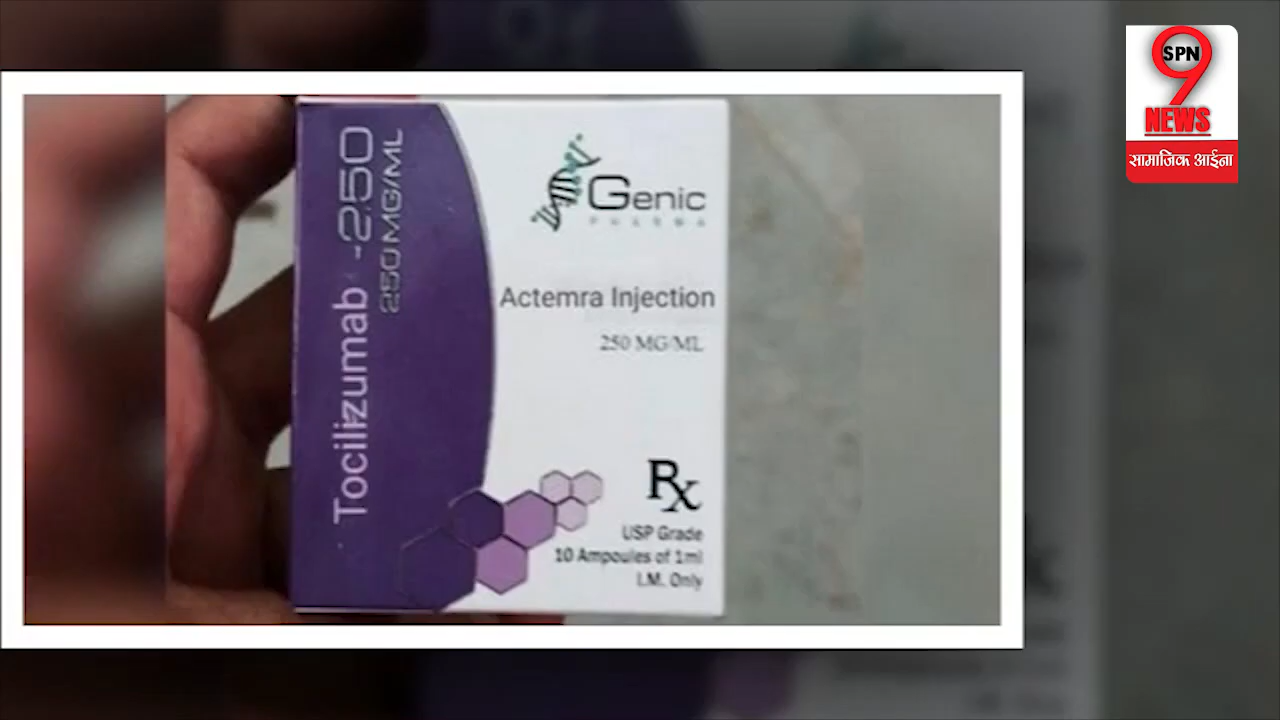 Tocilizumab -250
250 MG/ML
Genic
PHARMA
Actemra Injection
250 MG/ML
Rx
USP Grade
10 Ampoules of 1ml
I.M. Only
SPN
9
NEWS
सामाजिक आईना